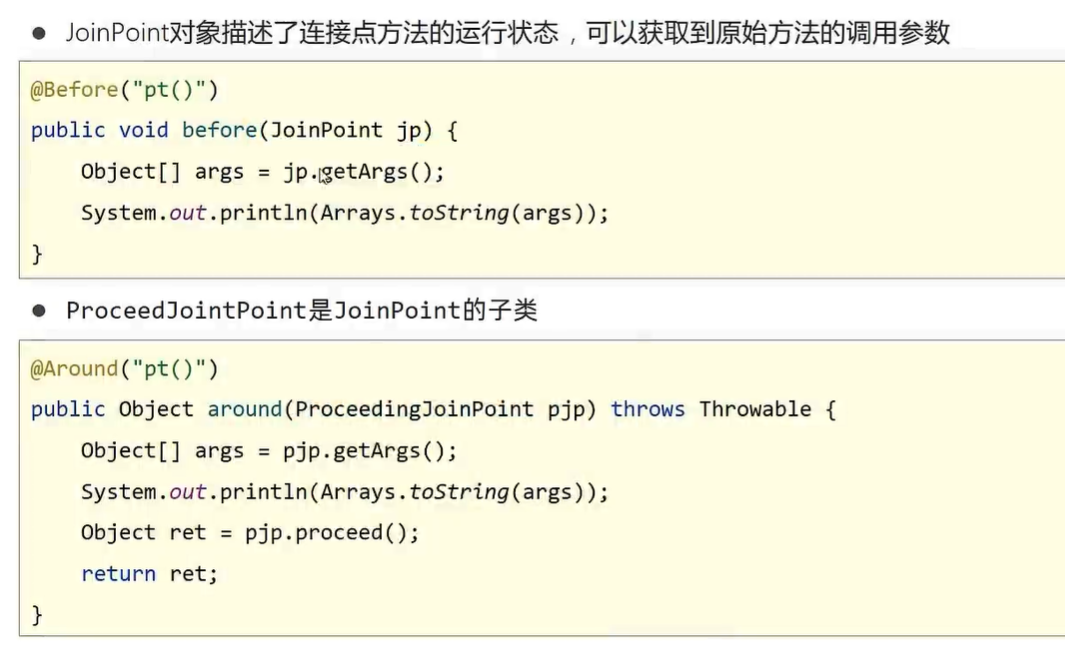 ● JoinPoint对象描述了连接点方法的运行状态，可以获取到原始方法的调用参数
@Before("pt()")
public void before(JoinPoint jp) {
    Object[] args = jp.getArgs();
    System.out.println(Arrays.toString(args));
}
● ProceedJointPoint是JoinPoint的子类
@Around("pt()")
public Object around(ProceedingJoinPoint pjp) throws Throwable {
    Object[] args = pjp.getArgs();
    System.out.println(Arrays.toString(args));
    Object ret = pjp.proceed();
    return ret;
}